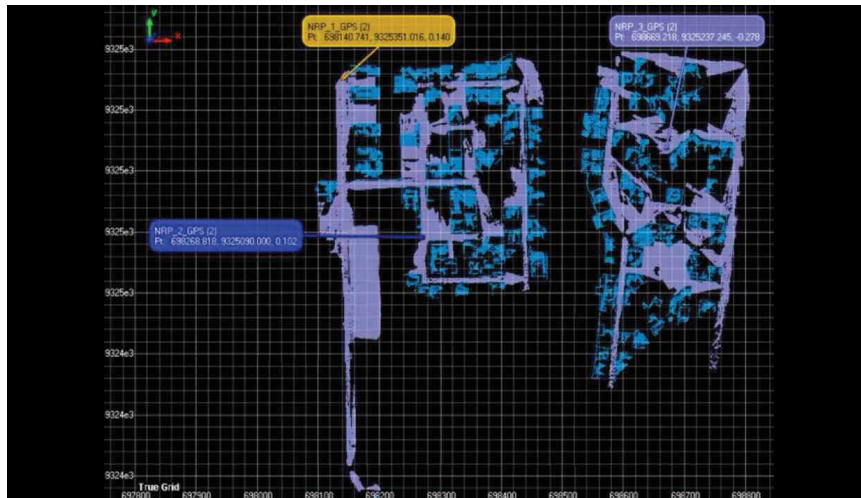 NRP_1_GPS (2)
Pt: 698140.741, 9325351.016, 0.140
NRP_3_GPS (2)
Pt: 698669.218, 9325237.245, -0.278
Y
X
9325e3
9325e3
9325e3
9325e3
NRP_2_GPS (2)
Pt: 698268.818, 9325090.000, 0.102
9325e3
9324e3
9324e3
9324e3
True Grid
697800 697900 698000 698100 698200 698300 698400 698500 698600 698700 698800